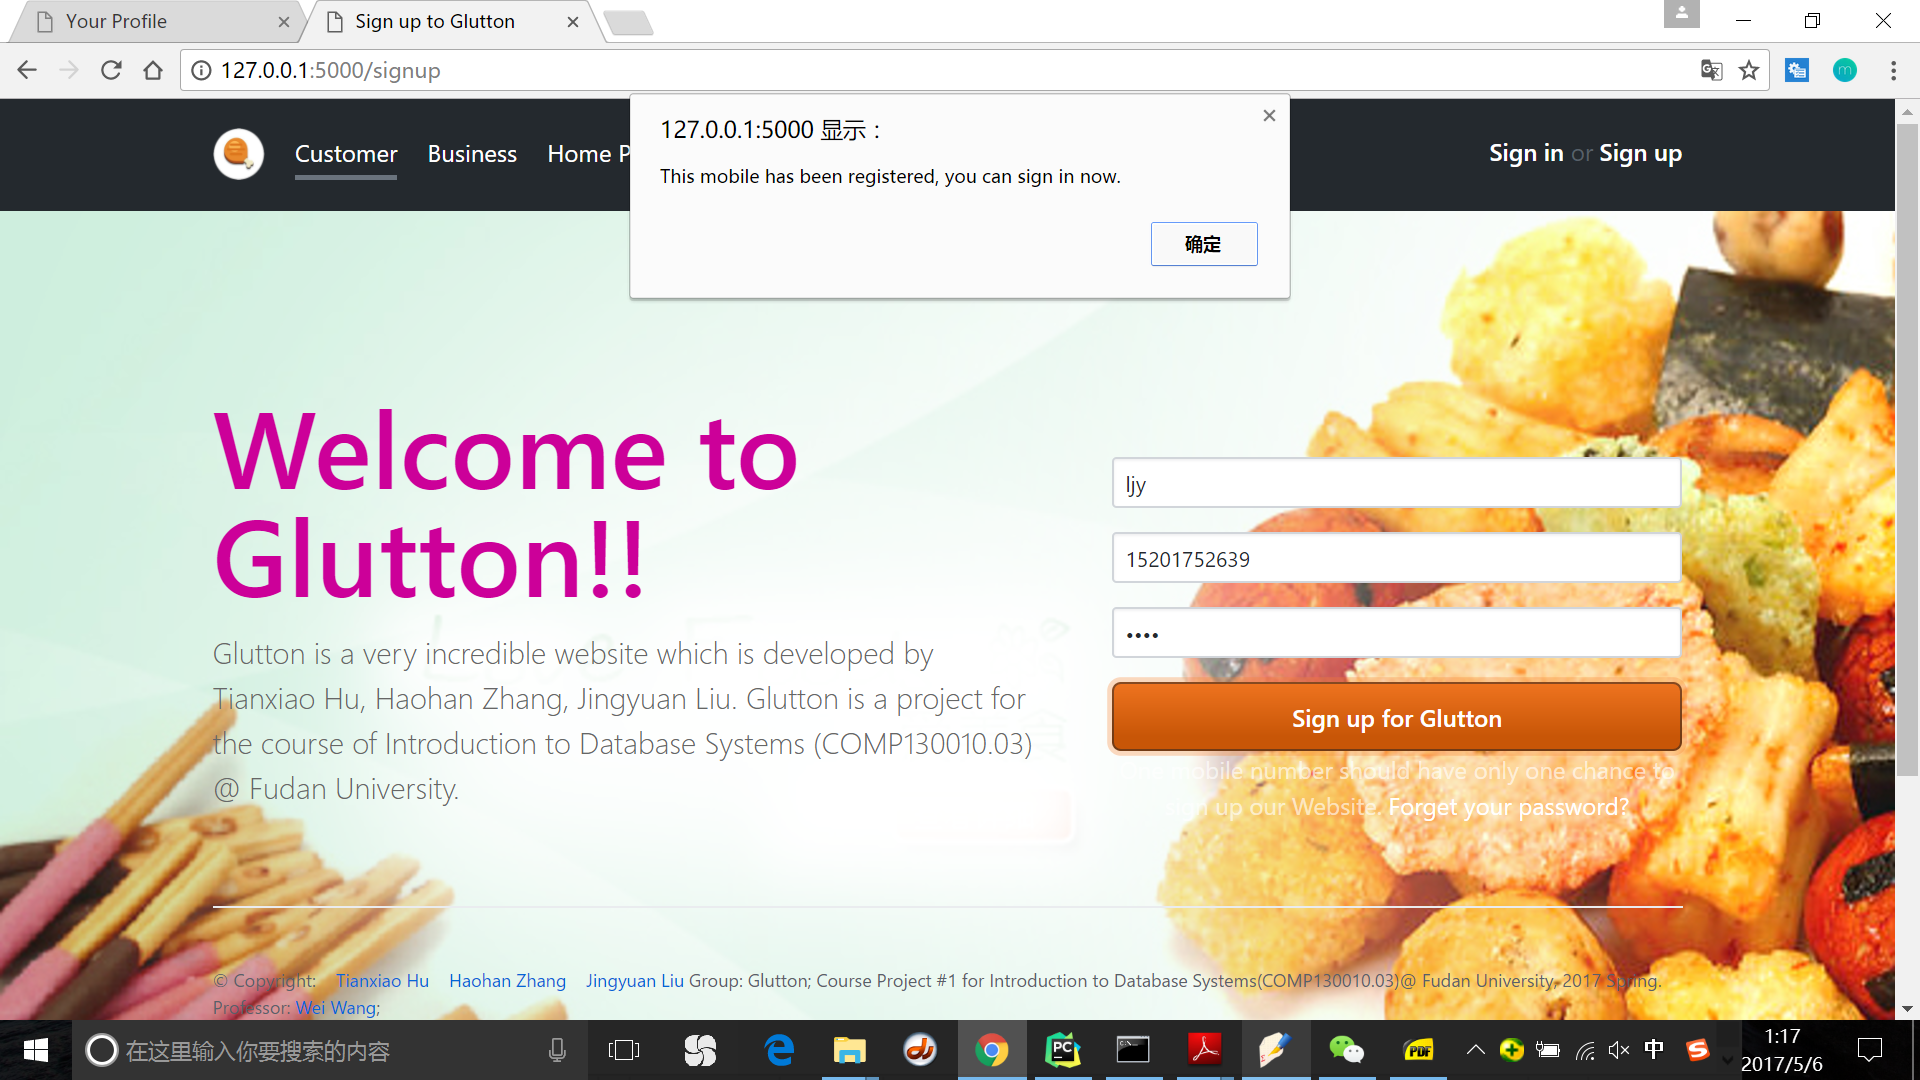 Your Profile
Sign up to Glutton
127.0.0.1:5000/signup
Customer
Business
Home P
Sign in or Sign up
127.0.0.1:5000 显示：
This mobile has been registered, you can sign in now.
确定
Welcome to
Glutton!!
Glutton is a very incredible website which is developed by
Tianxiao Hu, Haohan Zhang, Jingyuan Liu. Glutton is a project for
the course of Introduction to Database Systems (COMP130010.03)
@ Fudan University.
ljy
15201752639
••••
Sign up for Glutton
mobile number should have only one chance to
up our Website. Forget your password?
© Copyright: Tianxiao Hu Haohan Zhang Jingyuan Liu Group: Glutton; Course Project #1 for Introduction to Database Systems(COMP130010.03)@ Fudan University, 2017 Spring.
Professor: Wei Wang;
在这里输入你要搜索的内容
PC
PDF
中
1:17
2017/5/6